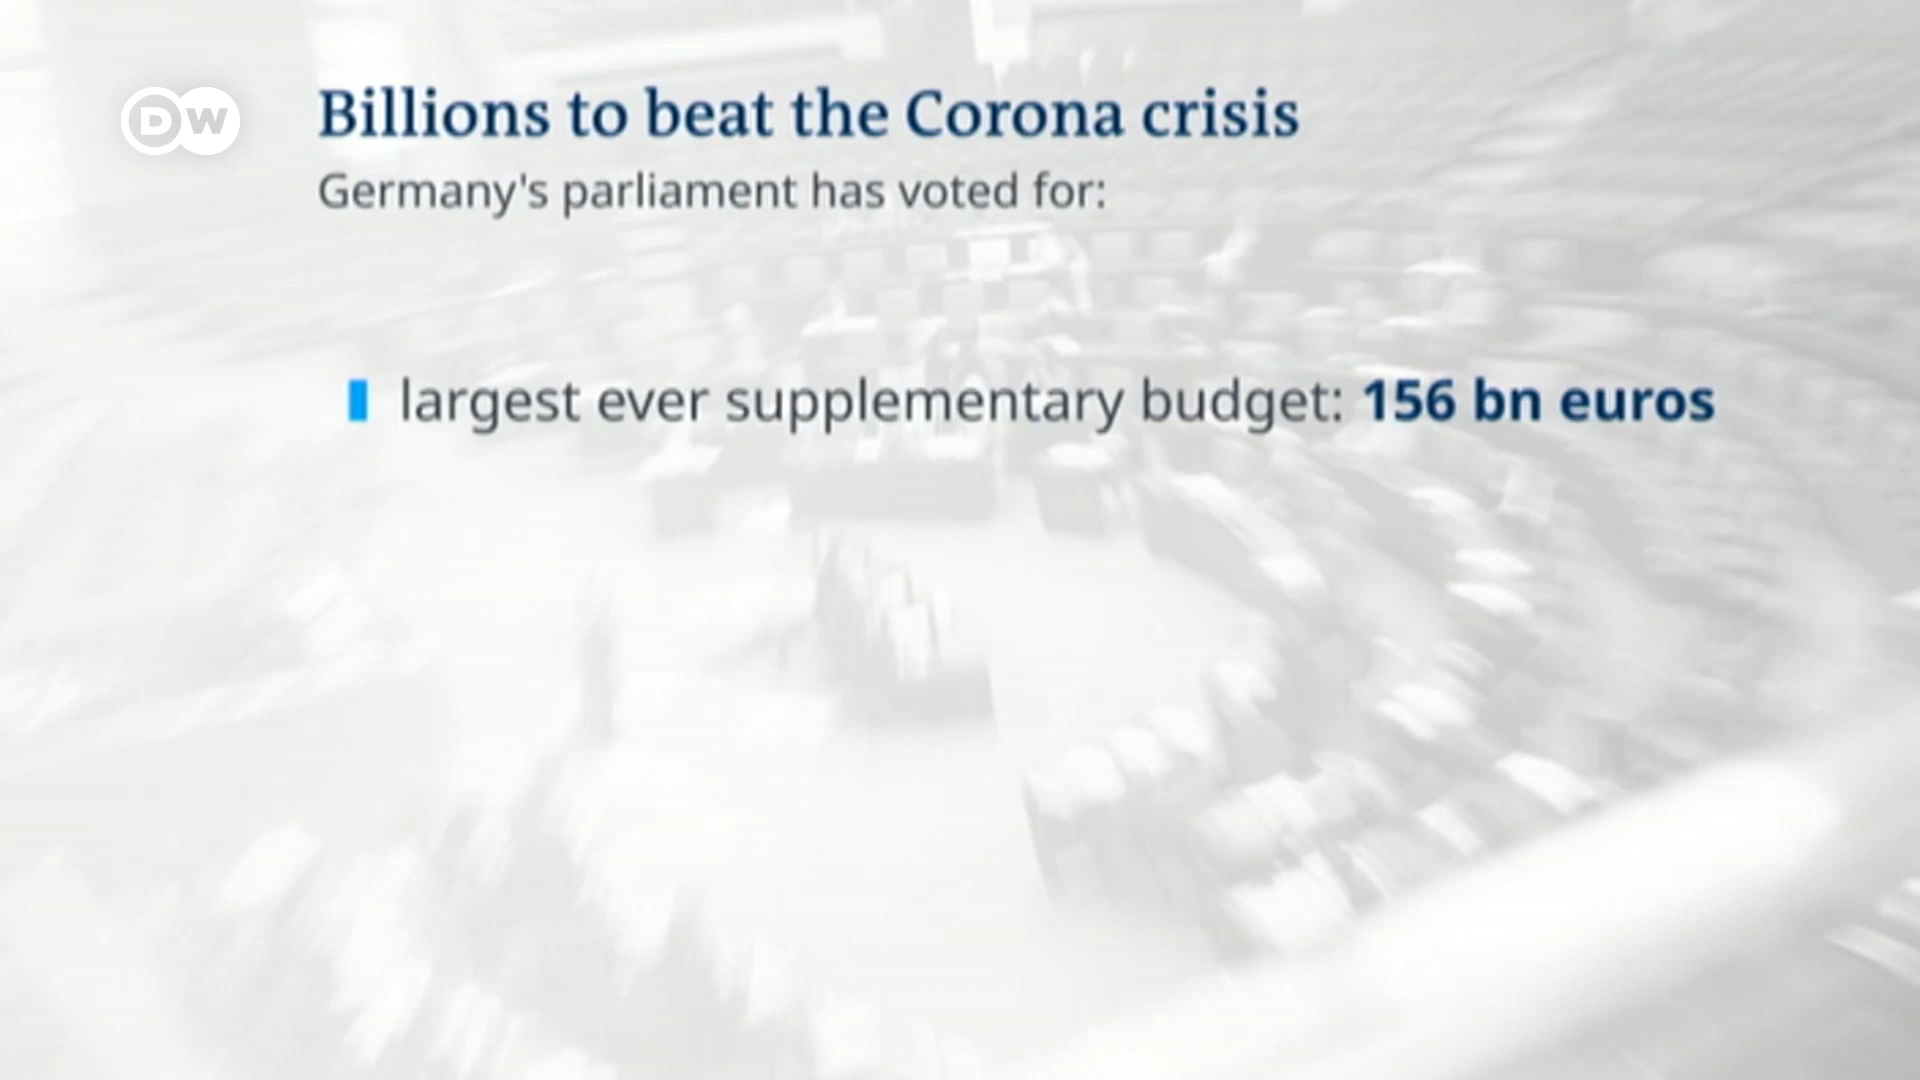 DW
Billions to beat the Corona crisis
Germany's parliament has voted for:
largest ever supplementary budget: 156 bn euros